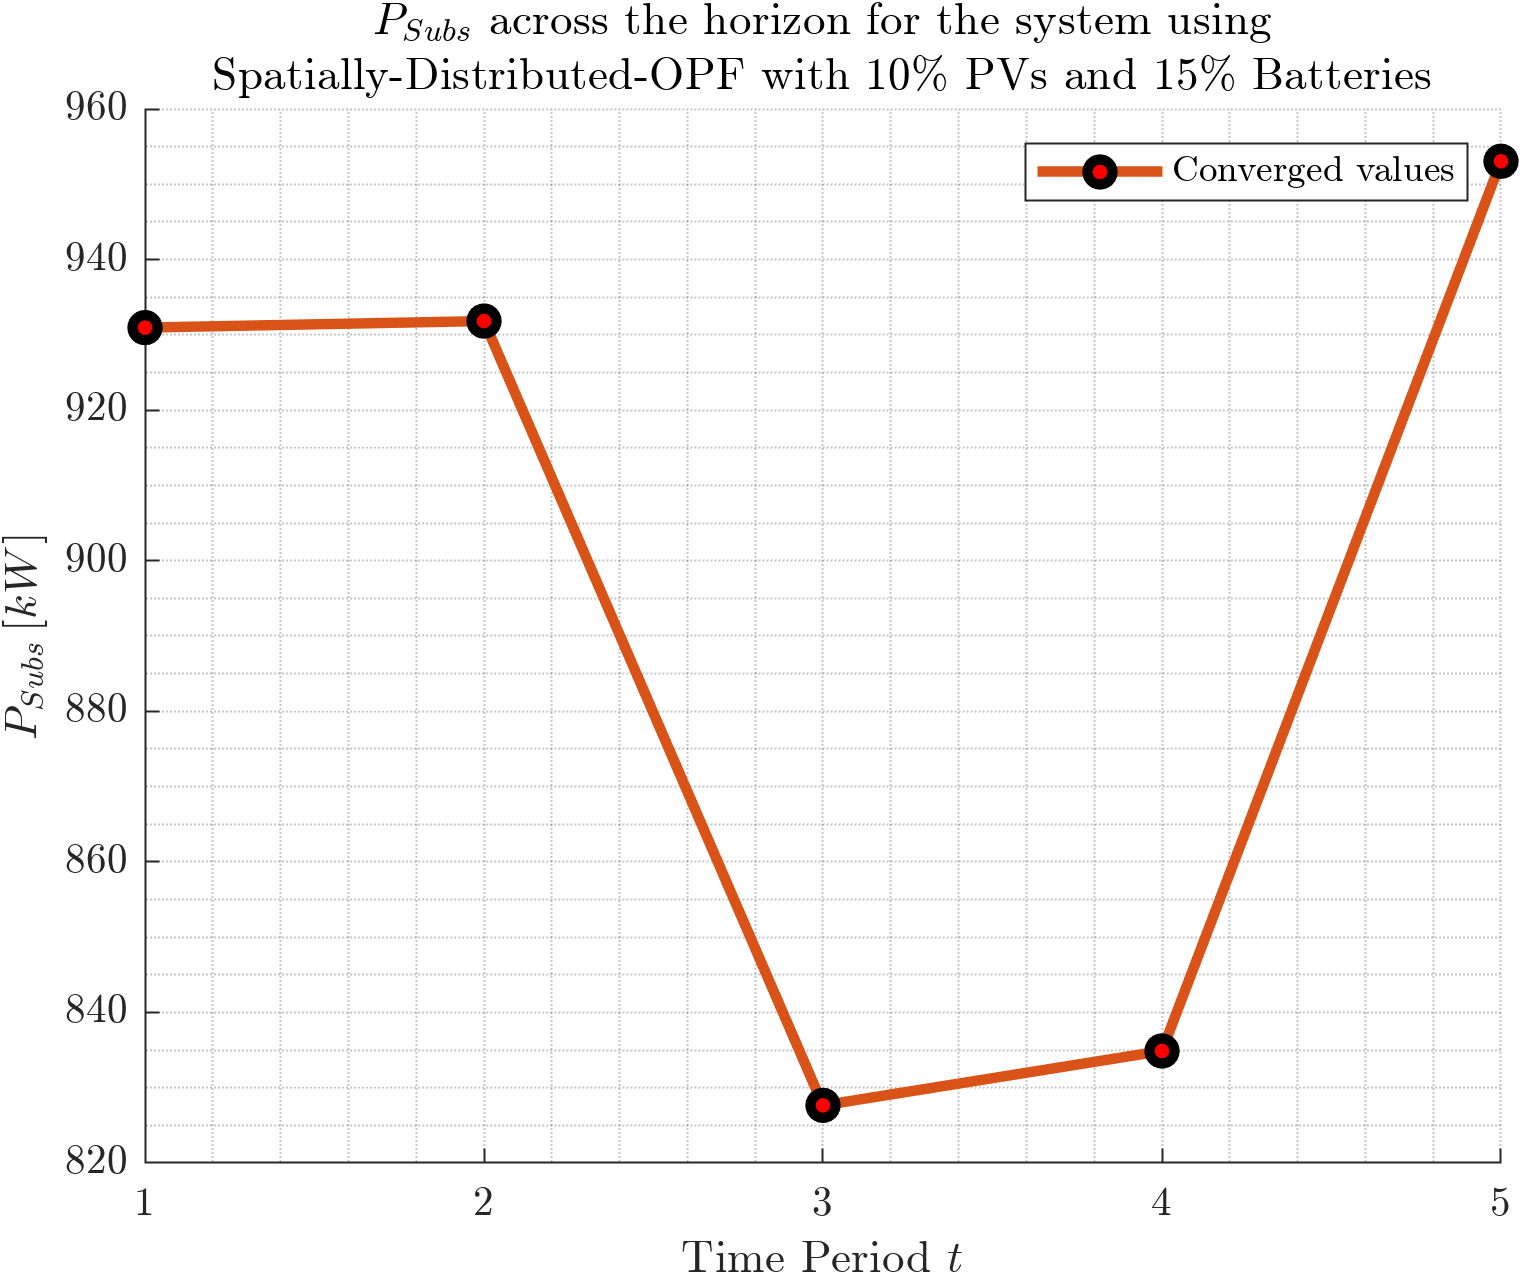 P_Subs across the horizon for the system using
Spatially-Distributed-OPF with 10% PVs and 15% Batteries
Converged values
960
940
920
900
880
860
840
820
P_Subs [kW]
1 2 3 4 5
Time Period t